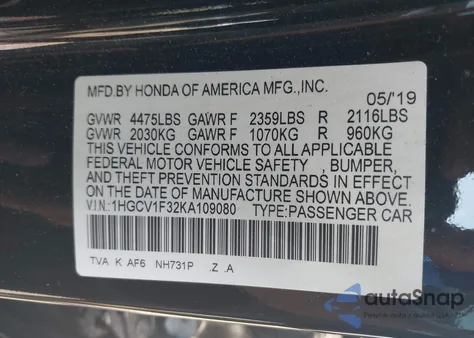 MFD.BY HONDA OF AMERICA MFG.,INC.
05/'19
GVWR 4475LBS GAWR F 2359LBS R 2116LBS
GVWR 2030KG GAWR F 1070KG R 960KG
THIS VEHICLE CONFORMS TO ALL APPLICABLE
FEDERAL MOTOR VEHICLE SAFETY , BUMPER,
AND THEFT PREVENTION STANDARDS IN EFFECT
ON THE DATE OF MANUFACTURE SHOWN ABOVE.
V.I.N:1HGCV1F32KA109080 TYPE:PASSENGER CAR
TVA K AF6 NH731P .Z .A
autoSnap